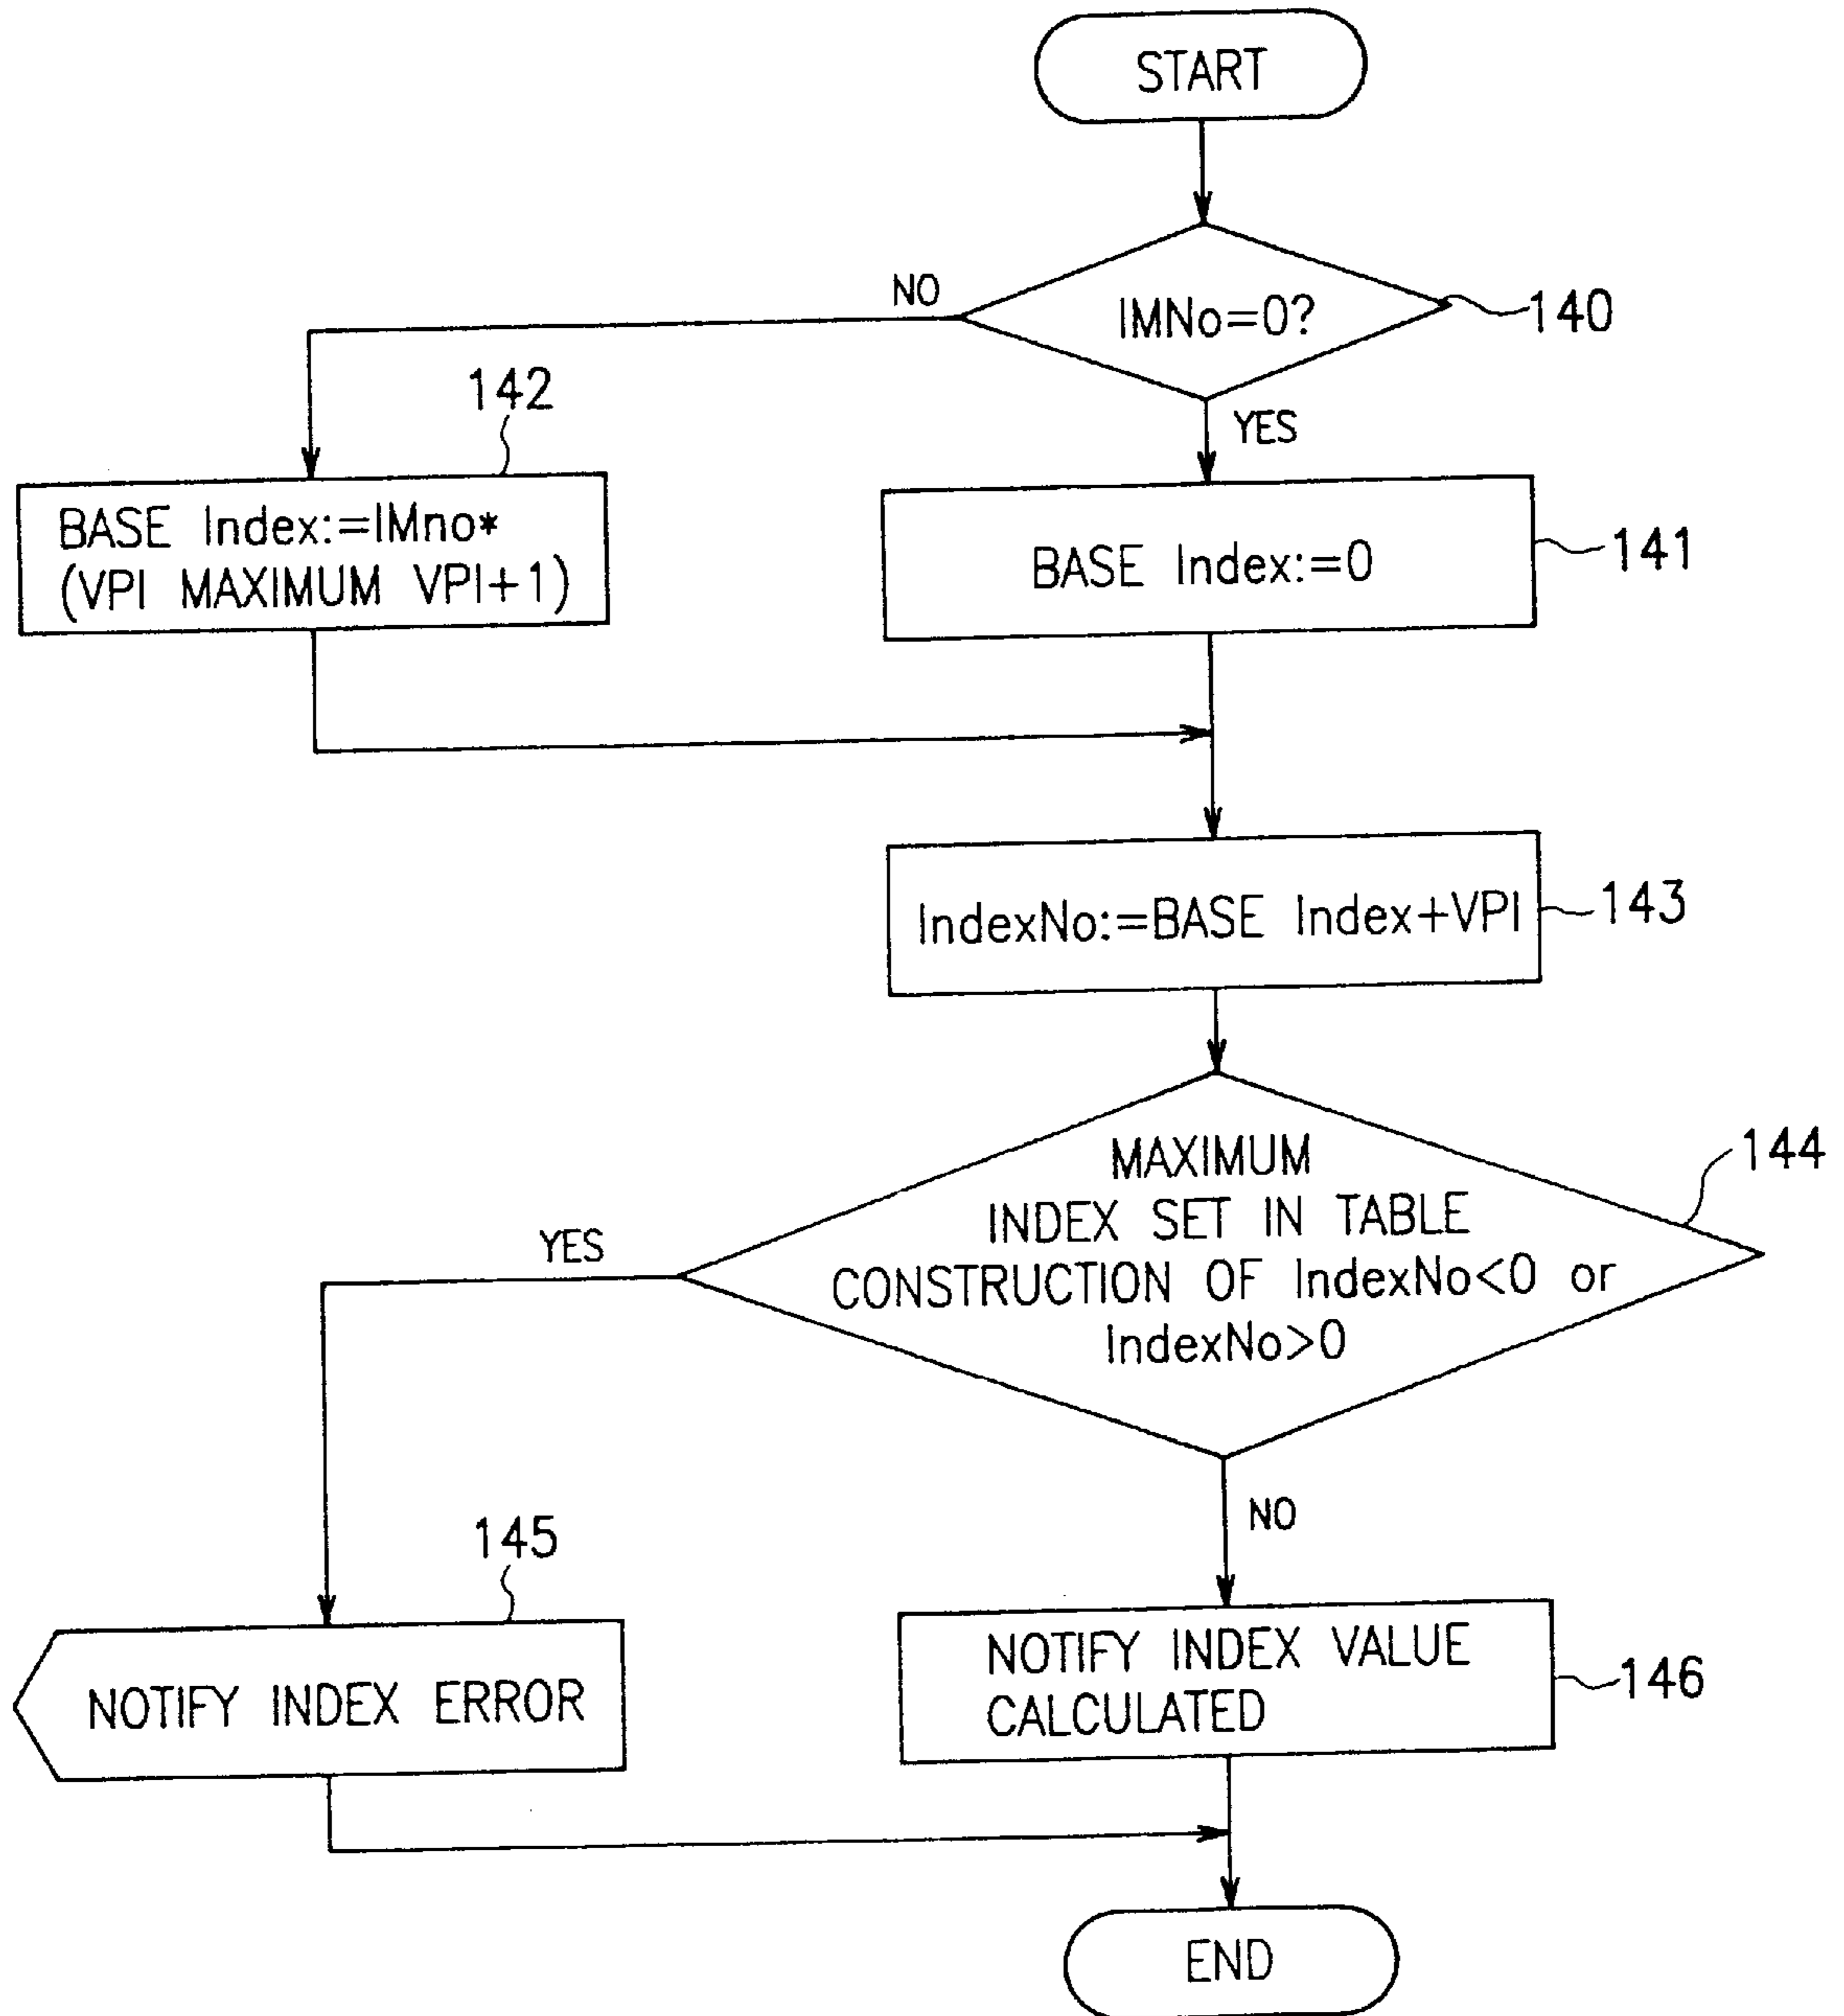 START
IMNo=0?
140
NO
YES
142
BASE Index:=IMno*
(VPI MAXIMUM VPI+1)
BASE Index:=0
141
IndexNo:=BASE Index+VPI
143
MAXIMUM
INDEX SET IN TABLE
CONSTRUCTION OF IndexNo<0 or
IndexNo>0
144
YES
NO
145
NOTIFY INDEX ERROR
NOTIFY INDEX VALUE
CALCULATED
146
END